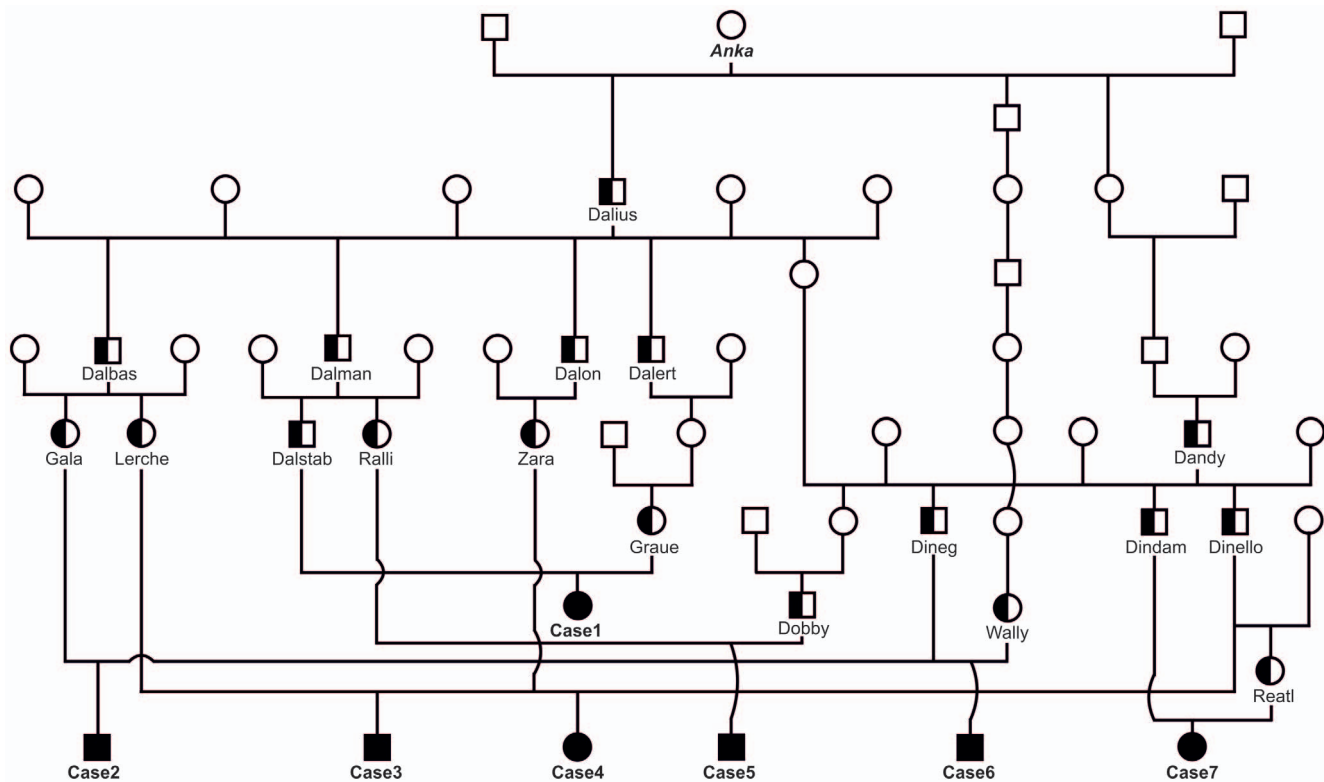 Anka
Dalius
Dalbas
Dalman
Dalon
Dalert
Gala
Lerche
Dalstab
Ralli
Zara
Dandy
Graue
Dineg
Dindam
Dinello
Case1
Dobby
Wally
Reatl
Case2
Case3
Case4
Case5
Case6
Case7